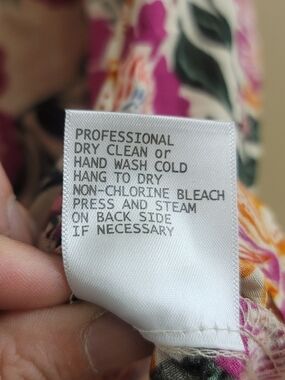 PROFESSIONAL
DRY CLEAN or
HAND WASH COLD
HANG TO DRY
NON-CHLORINE BLEACH
PRESS AND STEAM
ON BACK SIDE
IF NECESSARY